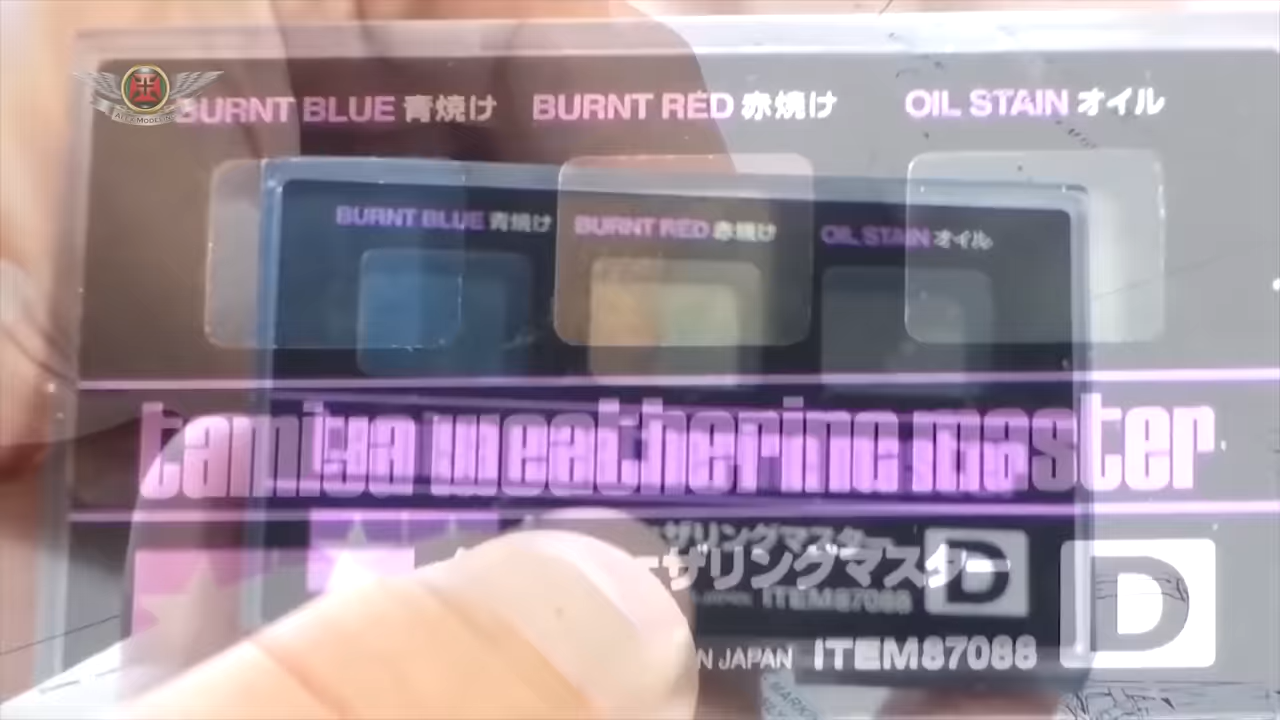 BURNT BLUE 青焼け BURNT RED 赤焼け OIL STAIN オイル
BURNT BLUE 青焼け BURNT RED 赤焼け OIL STAIN オイル
tamiya weathering master
ザリングマスター
ーザリングマスター D
ITEM87088
N JAPAN ITEM87088 D